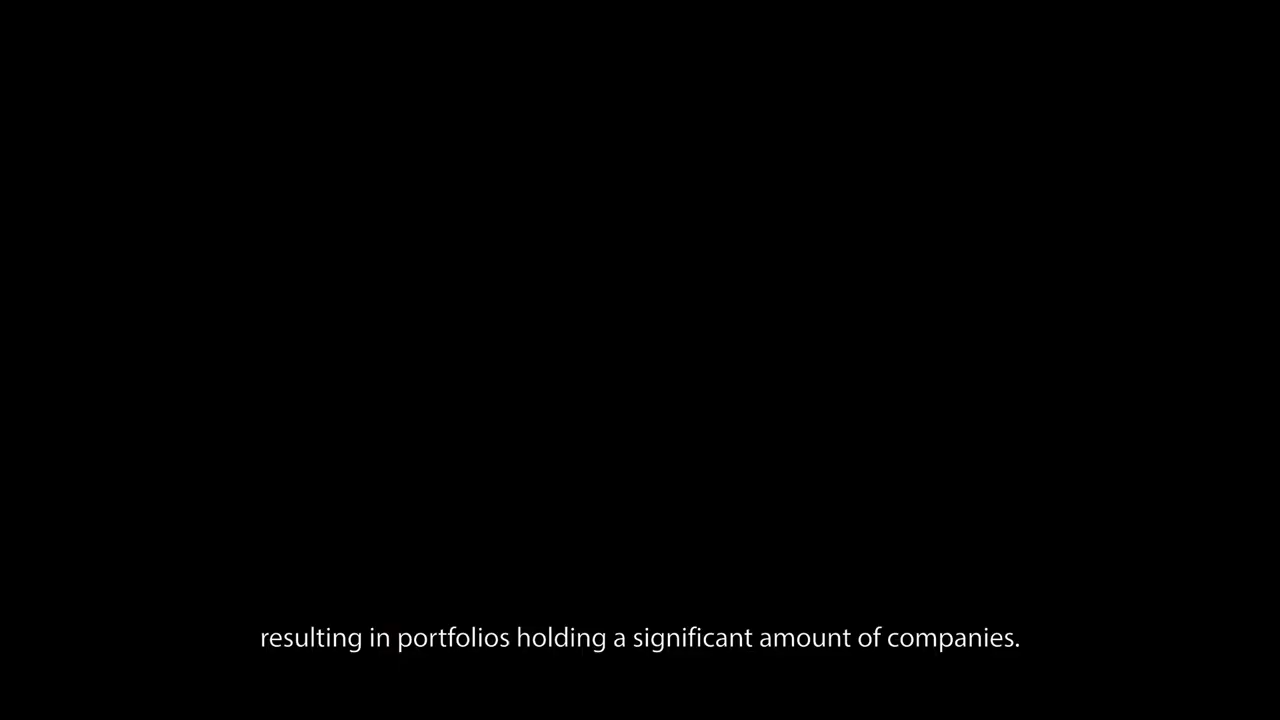 resulting in portfolios holding a significant amount of companies.